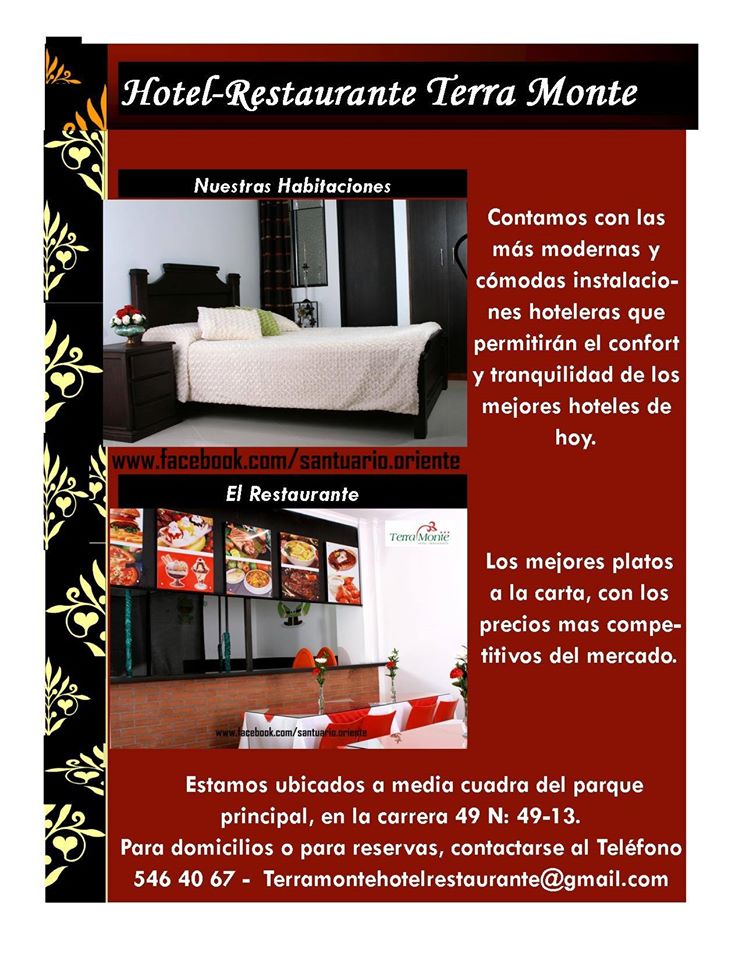 Hotel-Restaurante Terra Monte
Nuestras Habitaciones
Contamos con las
más modernas y
cómodas instalacio-
nes hoteleras que
permitirán el confort
y tranquilidad de los
mejores hoteles de
hoy.
www.facebook.com/santuario.oriente
El Restaurante
Terra Monte
Los mejores platos
a la carta, con los
precios mas compe-
titivos del mercado.
www.facebook.com/santuario.oriente
Estamos ubicados a media cuadra del parque
principal, en la carrera 49 N: 49-13.
Para domicilios o para reservas, contactarse al Teléfono
546 40 67 - Terramontehotelrestaurante@gmail.com